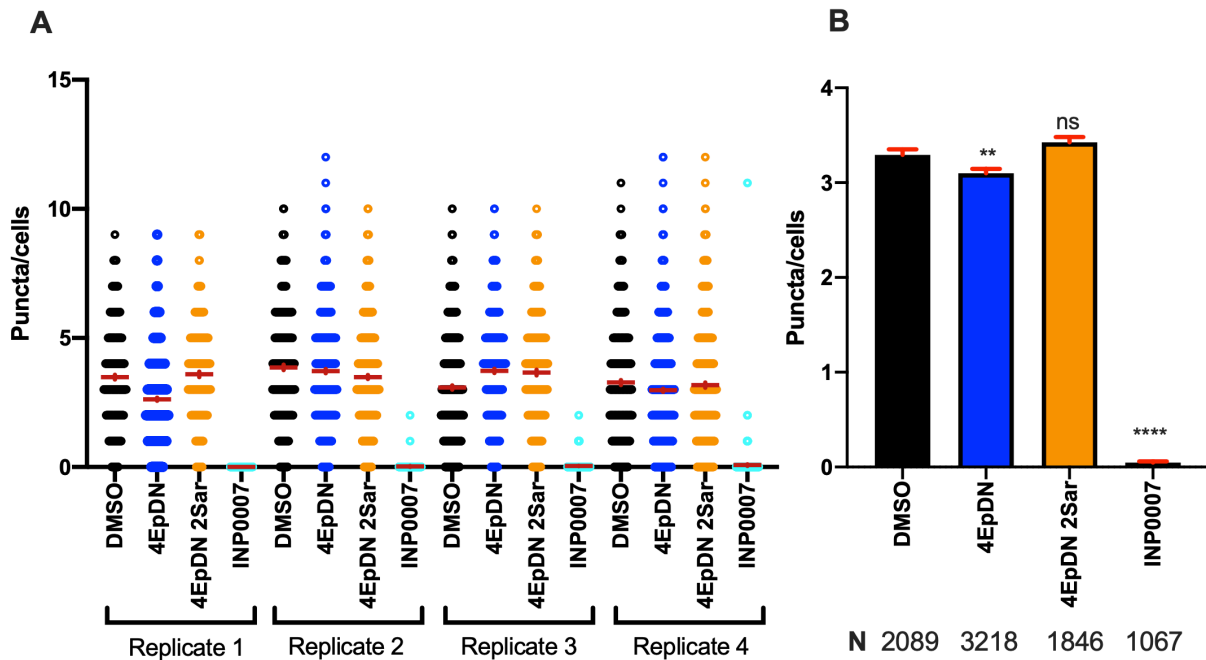 A
Puncta/cells
15
10
5
0
DMSO
4EpDN
4EpDN 2Sar
INP0007
DMSO
4EpDN
4EpDN 2Sar
INP0007
DMSO
4EpDN
4EpDN 2Sar
INP0007
DMSO
4EpDN
4EpDN 2Sar
INP0007
Replicate 1
Replicate 2
Replicate 3
Replicate 4
B
Puncta/cells
4
3
2
1
0
**
ns
****
DMSO
4EpDN
4EpDN 2Sar
INP0007
N 2089 3218 1846 1067